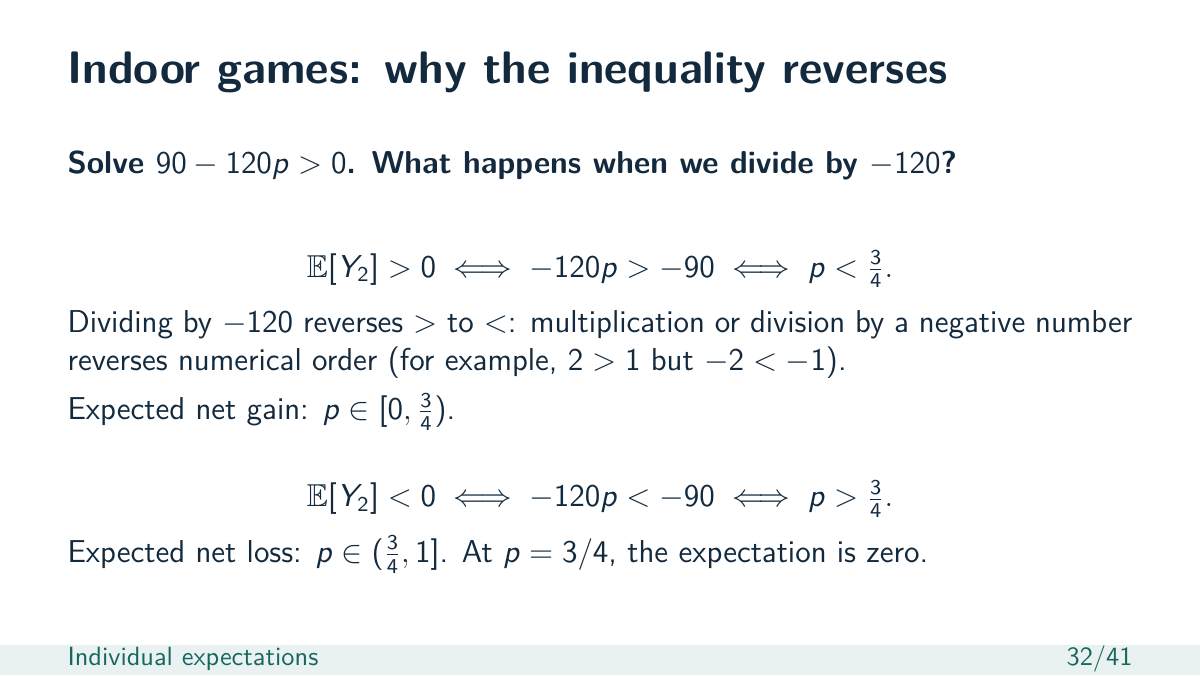 Indoor games: why the inequality reverses
Solve 90 − 120p > 0. What happens when we divide by −120?
𝔼[Y₂] > 0 ⟺ −120p > −90 ⟺ p < 3/4.
Dividing by −120 reverses > to <: multiplication or division by a negative number
reverses numerical order (for example, 2 > 1 but −2 < −1).
Expected net gain: p ∈ [0, 3/4).
𝔼[Y₂] < 0 ⟺ −120p < −90 ⟺ p > 3/4.
Expected net loss: p ∈ (3/4, 1]. At p = 3/4, the expectation is zero.
Individual expectations
32/41